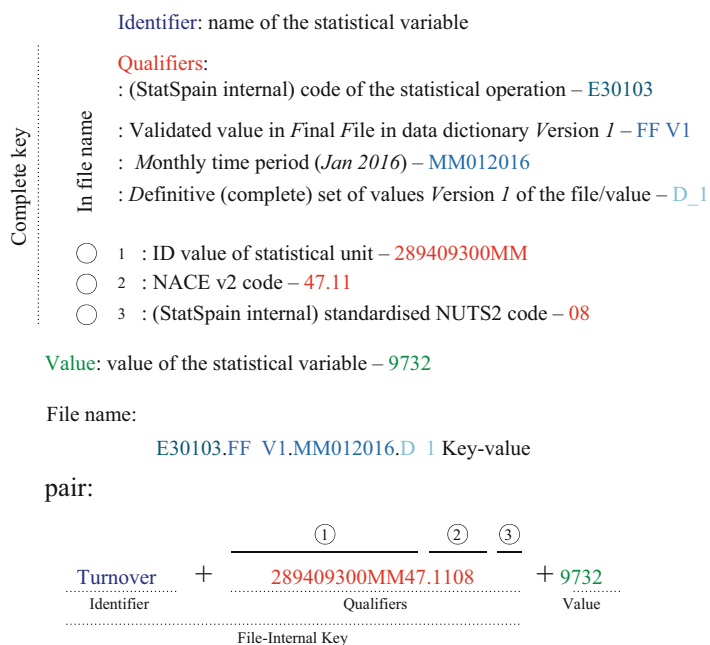 Identifier: name of the statistical variable
Qualifiers:
: (StatSpain internal) code of the statistical operation – E30103
: Validated value in Final File in data dictionary Version 1 – FF V1
: Monthly time period (Jan 2016) – MM012016
: Definitive (complete) set of values Version 1 of the file/value – D_1
Complete key
In file name
1 : ID value of statistical unit – 289409300MM
2 : NACE v2 code – 47.11
3 : (StatSpain internal) standardised NUTS2 code – 08
Value: value of the statistical variable – 9732
File name:
E30103.FF V1.MM012016.D 1 Key-value
pair:
1 2 3
Turnover + 289409300MM47.1108 + 9732
Identifier Qualifiers Value
File-Internal Key